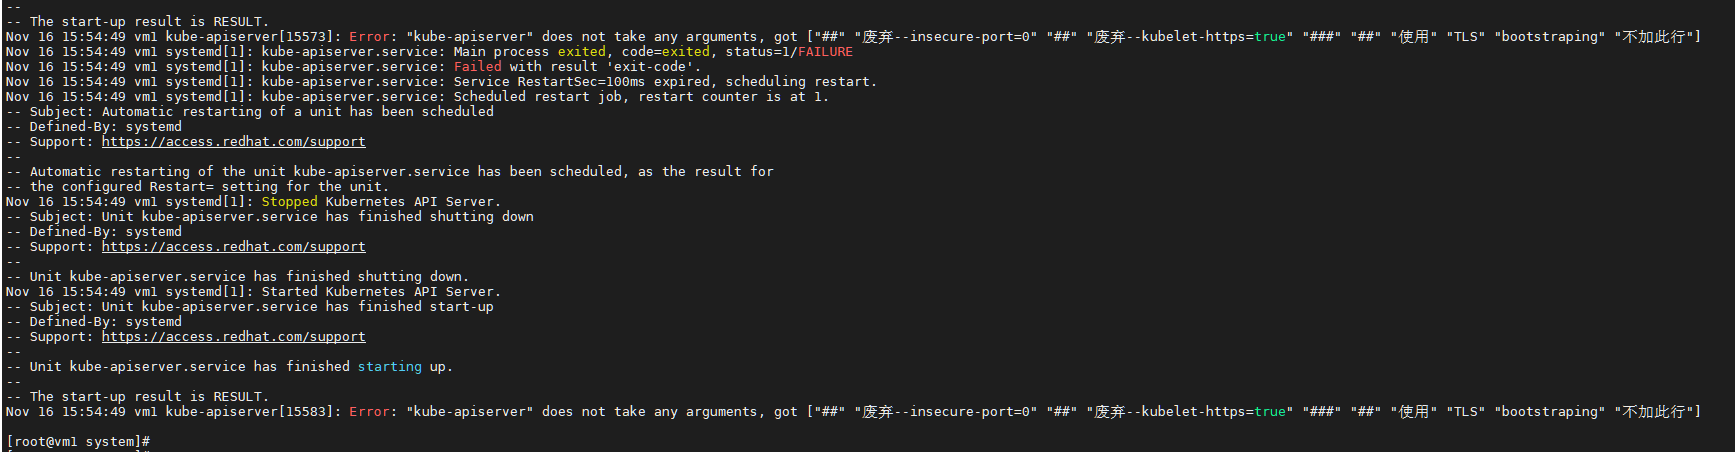 --
-- The start-up result is RESULT.
Nov 16 15:54:49 vm1 kube-apiserver[15573]: Error: "kube-apiserver" does not take any arguments, got ["##" "废弃--insecure-port=0" "##" "废弃--kubelet-https=true" "###" "##" "使用" "TLS" "bootstraping" "不加此行"]
Nov 16 15:54:49 vm1 systemd[1]: kube-apiserver.service: Main process exited, code=exited, status=1/FAILURE
Nov 16 15:54:49 vm1 systemd[1]: kube-apiserver.service: Failed with result 'exit-code'.
Nov 16 15:54:49 vm1 systemd[1]: kube-apiserver.service: Service RestartSec=100ms expired, scheduling restart.
Nov 16 15:54:49 vm1 systemd[1]: kube-apiserver.service: Scheduled restart job, restart counter is at 1.
-- Subject: Automatic restarting of a unit has been scheduled
-- Defined-By: systemd
-- Support: https://access.redhat.com/support
--
-- Automatic restarting of the unit kube-apiserver.service has been scheduled, as the result for
-- the configured Restart= setting for the unit.
Nov 16 15:54:49 vm1 systemd[1]: Stopped Kubernetes API Server.
-- Subject: Unit kube-apiserver.service has finished shutting down
-- Defined-By: systemd
-- Support: https://access.redhat.com/support
--
-- Unit kube-apiserver.service has finished shutting down.
Nov 16 15:54:49 vm1 systemd[1]: Started Kubernetes API Server.
-- Subject: Unit kube-apiserver.service has finished start-up
-- Defined-By: systemd
-- Support: https://access.redhat.com/support
--
-- Unit kube-apiserver.service has finished starting up.
--
-- The start-up result is RESULT.
Nov 16 15:54:49 vm1 kube-apiserver[15583]: Error: "kube-apiserver" does not take any arguments, got ["##" "废弃--insecure-port=0" "##" "废弃--kubelet-https=true" "###" "##" "使用" "TLS" "bootstraping" "不加此行"]
[root@vm1 system]#